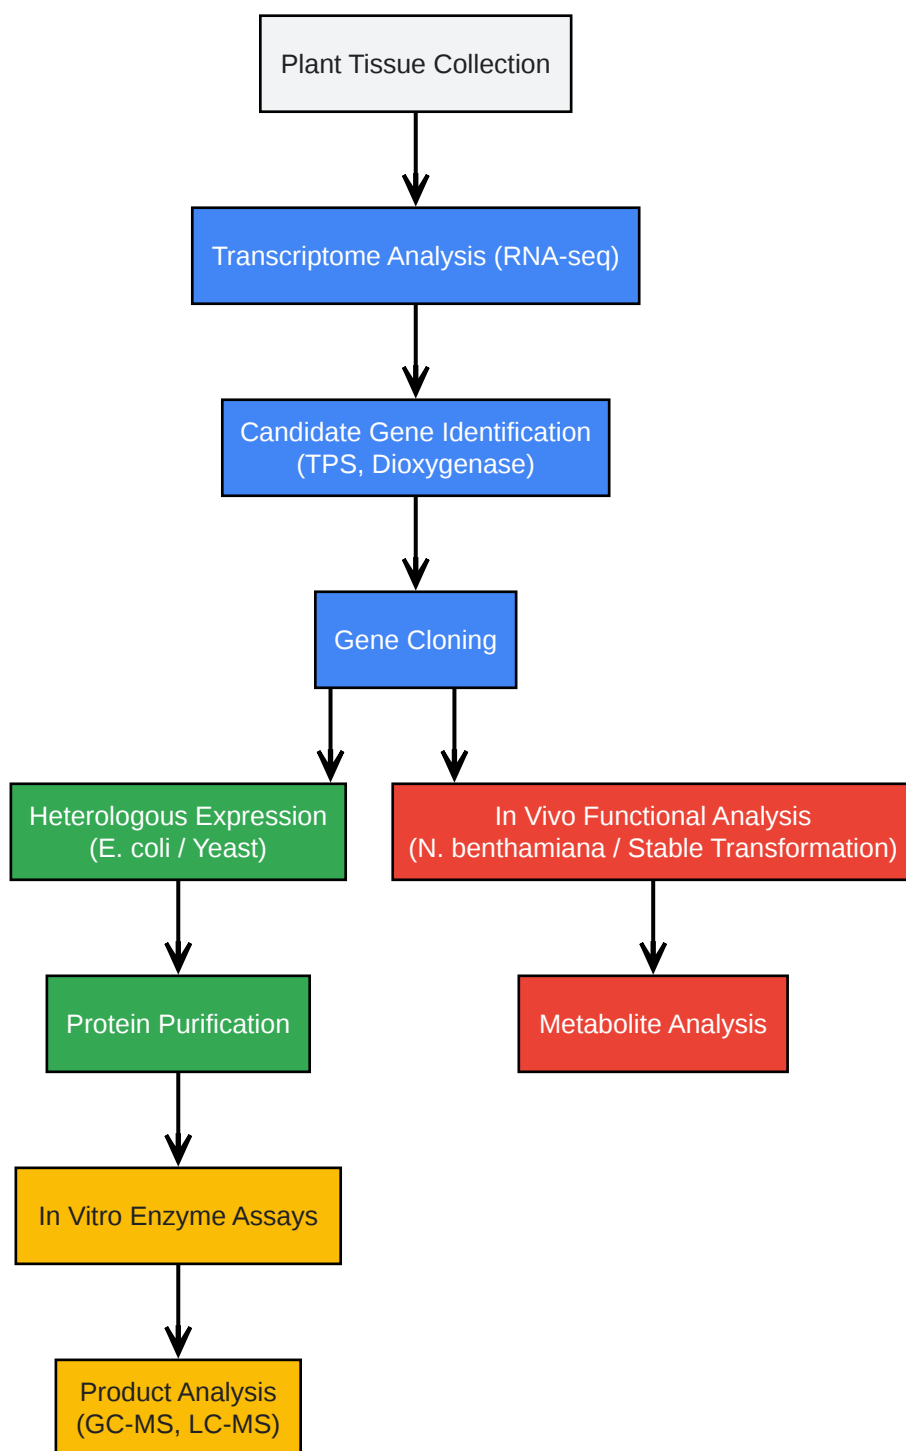 Plant Tissue Collection
Transcriptome Analysis (RNA-seq)
Candidate Gene Identification
(TPS, Dioxygenase)
Gene Cloning
Heterologous Expression
(E. coli / Yeast)
In Vivo Functional Analysis
(N. benthamiana / Stable Transformation)
Protein Purification
Metabolite Analysis
In Vitro Enzyme Assays
Product Analysis
(GC-MS, LC-MS)